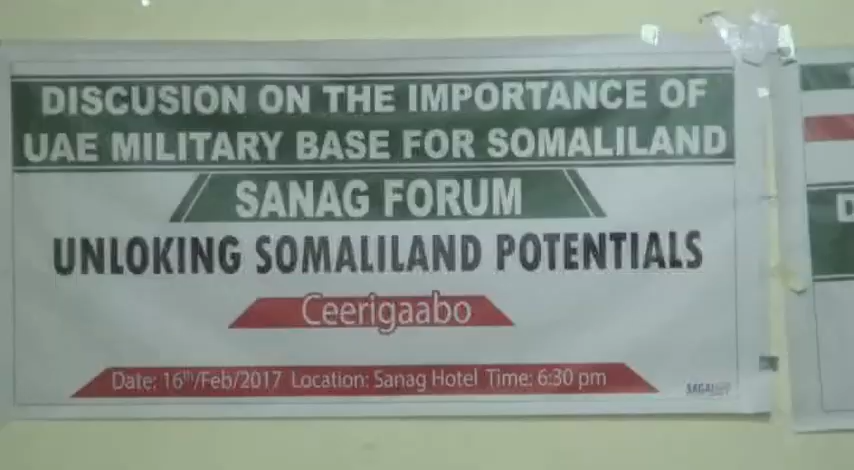 DISCUSION ON THE IMPORTANCE OF
UAE MILITARY BASE FOR SOMALILAND
SANAG FORUM
UNLOKING SOMALILAND POTENTIALS
Ceerigaabo
Date: 16th/Feb/2017 Location: Sanag Hotel Time: 6:30 pm
D